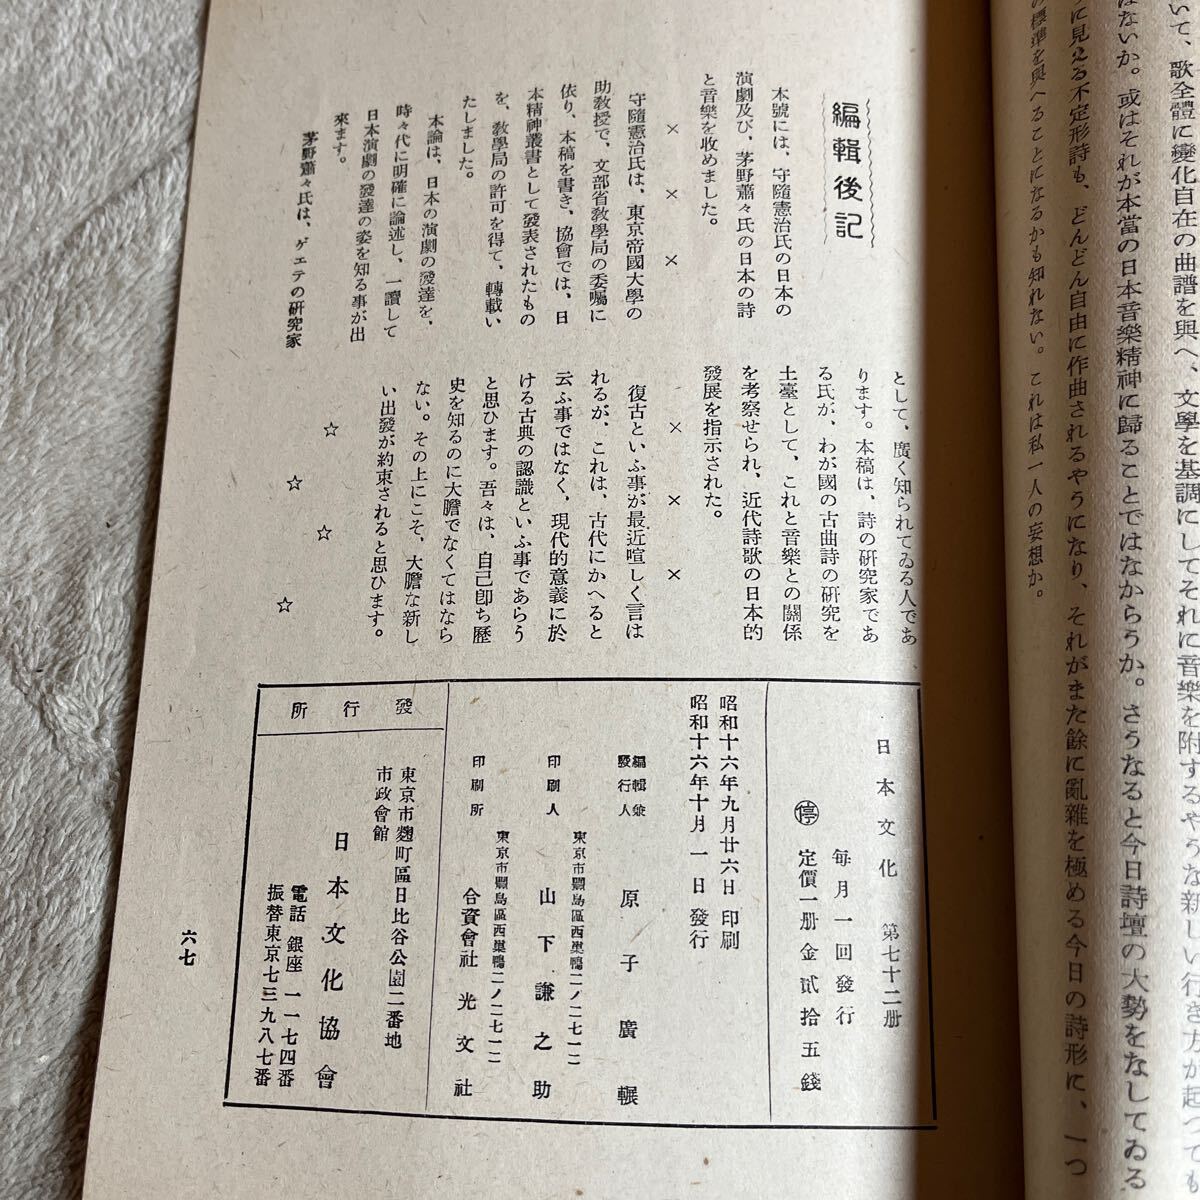 いて、歌全體に變化自在の曲譜を與へ、文學を基調にしてそれに音樂を附するやうな新しい行き方が起つても
はないか。或はそれが本當の日本音樂精神に歸ることではなからうか。さうなると今日詩壇の大勢をなしてゐる
に見える不定形詩も、どんどん自由に作曲されるやうになり、それがまた餘に亂雜を極める今日の詩形に、一つ
の標準を與へることになるかも知れない。これは私一人の妄想か。
編輯後記
本號には、守隨憲治氏の日本の
演劇及び、茅野蕭々氏の日本の詩
と音樂を收めました。
×　×　×
守隨憲治氏は、東京帝國大學の
助敎授で、文部省敎學局の委囑に
依り、本稿を書き、協會では、日
本精神叢書として發表されたもの
を、敎學局の許可を得て、轉載い
たしました。
本論は、日本の演劇の發達を、
時々代に明確に論述し、一讀して
日本演劇の發達の姿を知る事が出
來ます。
茅野蕭々氏は、ゲエテの硏究家
として、廣く知られてゐる人であ
ります。本稿は、詩の硏究家であ
る氏が、わが國の古曲詩の硏究を
土臺として、これと音樂との關係
を考察せられ、近代詩歌の日本的
發展を指示された。
×　×　×
復古といふ事が最近喧しく言は
れるが、これは、古代にかへると
云ふ事ではなく、現代的意義に於
ける古典の認識といふ事であらう
と思ひます。吾々は、自己卽ち歷
史を知るのに大膽でなくてはなら
ない。その上にこそ、大膽な新し
い出發が約束されると思ひます。
☆　☆　☆　☆
日本文化　第七十二册
每月一回發行
㊡ 定價一册金貳拾五錢
昭和十六年九月廿六日印刷
昭和十六年十月一日發行
編輯兼
發行人　原子廣輾
東京市豐島區西巢鴨二ノ二七一二
印刷人　山下謙之助
東京市豐島區西巢鴨二ノ二七一二
印刷所　合資會社　光文社
發行所
東京市麴町區日比谷公園二番地
市政會館
日本文化協會
電話　銀座　一一七四番
振替東京七三九八七番
六七